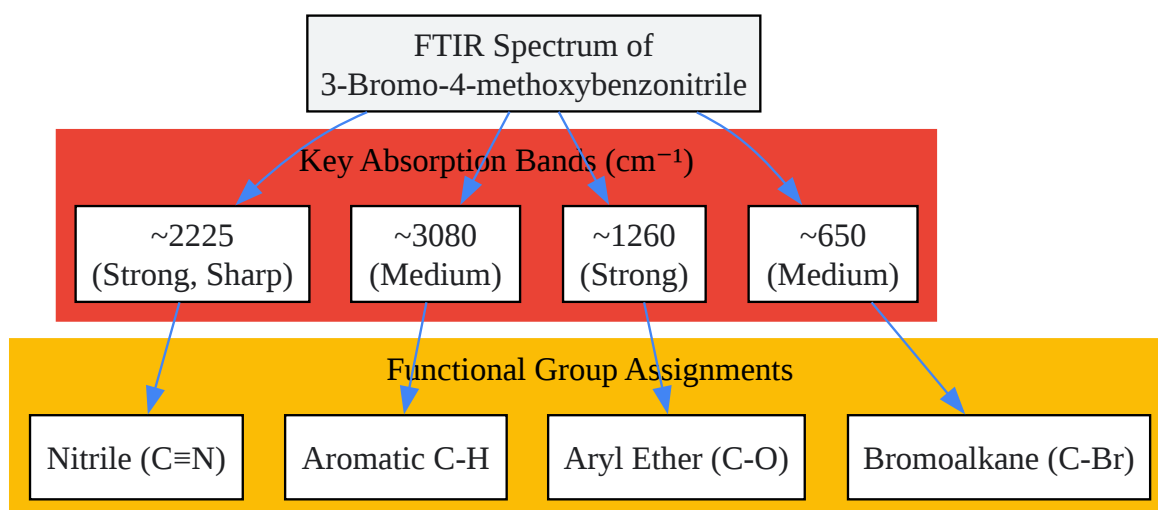 FTIR Spectrum of
3-Bromo-4-methoxybenzonitrile
Key Absorption Bands (cm⁻¹)
~2225
(Strong, Sharp)
~3080
(Medium)
~1260
(Strong)
~650
(Medium)
Functional Group Assignments
Nitrile (C≡N)
Aromatic C-H
Aryl Ether (C-O)
Bromoalkane (C-Br)